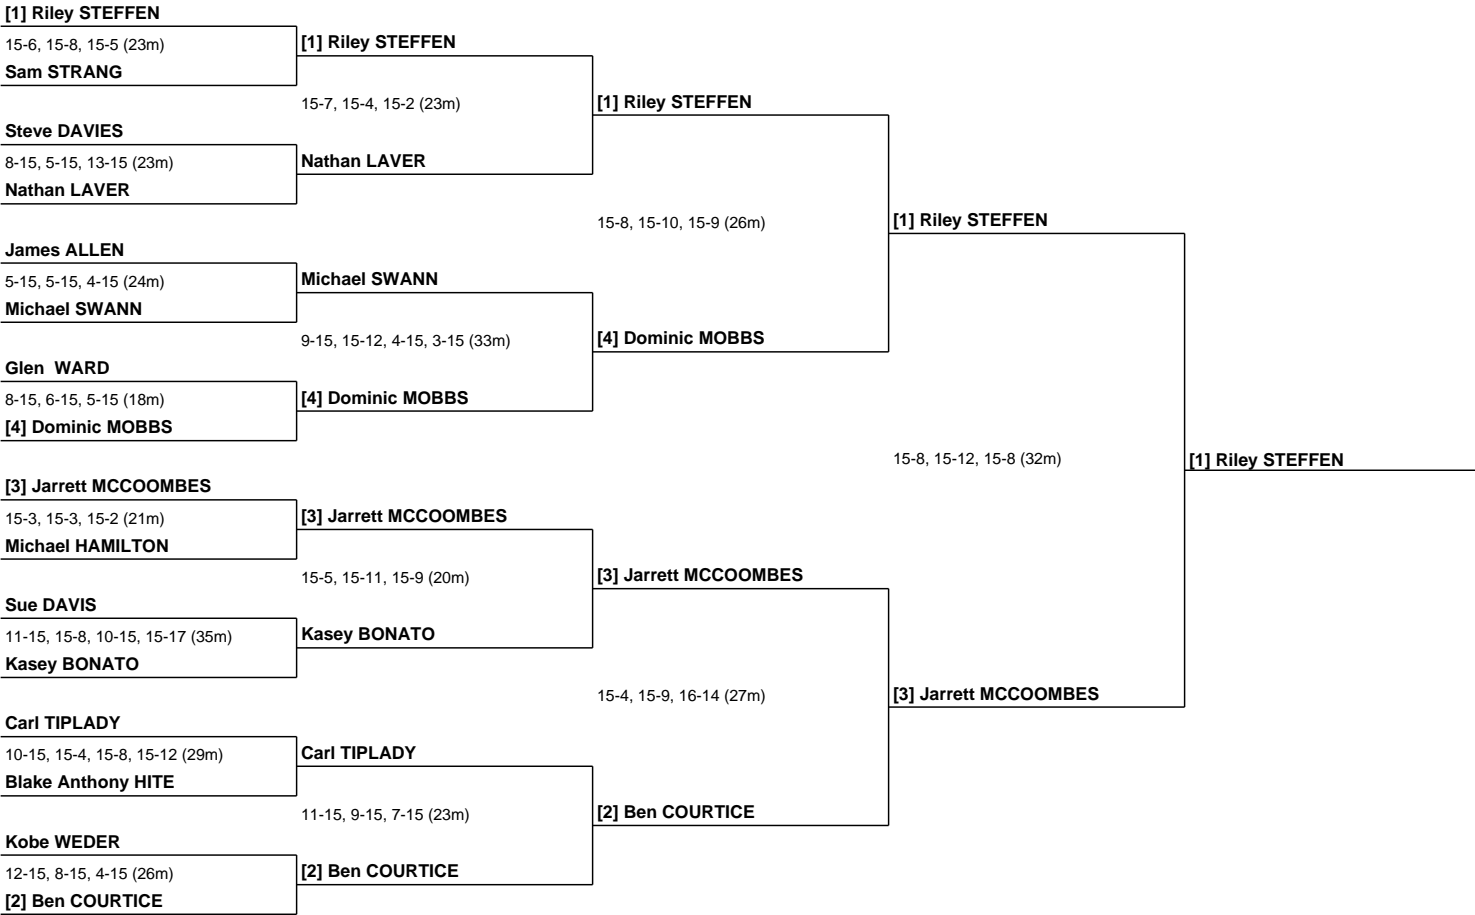 [1] Riley STEFFEN
15-6, 15-8, 15-5 (23m)
Sam STRANG
Steve DAVIES
8-15, 5-15, 13-15 (23m)
Nathan LAVER
James ALLEN
5-15, 5-15, 4-15 (24m)
Michael SWANN
Glen  WARD
8-15, 6-15, 5-15 (18m)
[4] Dominic MOBBS
[3] Jarrett MCCOOMBES
15-3, 15-3, 15-2 (21m)
Michael HAMILTON
Sue DAVIS
11-15, 15-8, 10-15, 15-17 (35m)
Kasey BONATO
Carl TIPLADY
10-15, 15-4, 15-8, 15-12 (29m)
Blake Anthony HITE
Kobe WEDER
12-15, 8-15, 4-15 (26m)
[2] Ben COURTICE
[1] Riley STEFFEN
15-7, 15-4, 15-2 (23m)
Nathan LAVER
Michael SWANN
9-15, 15-12, 4-15, 3-15 (33m)
[4] Dominic MOBBS
[3] Jarrett MCCOOMBES
15-5, 15-11, 15-9 (20m)
Kasey BONATO
Carl TIPLADY
11-15, 9-15, 7-15 (23m)
[2] Ben COURTICE
[1] Riley STEFFEN
15-8, 15-10, 15-9 (26m)
[4] Dominic MOBBS
[3] Jarrett MCCOOMBES
15-4, 15-9, 16-14 (27m)
[2] Ben COURTICE
[1] Riley STEFFEN
15-8, 15-12, 15-8 (32m)
[3] Jarrett MCCOOMBES
[1] Riley STEFFEN